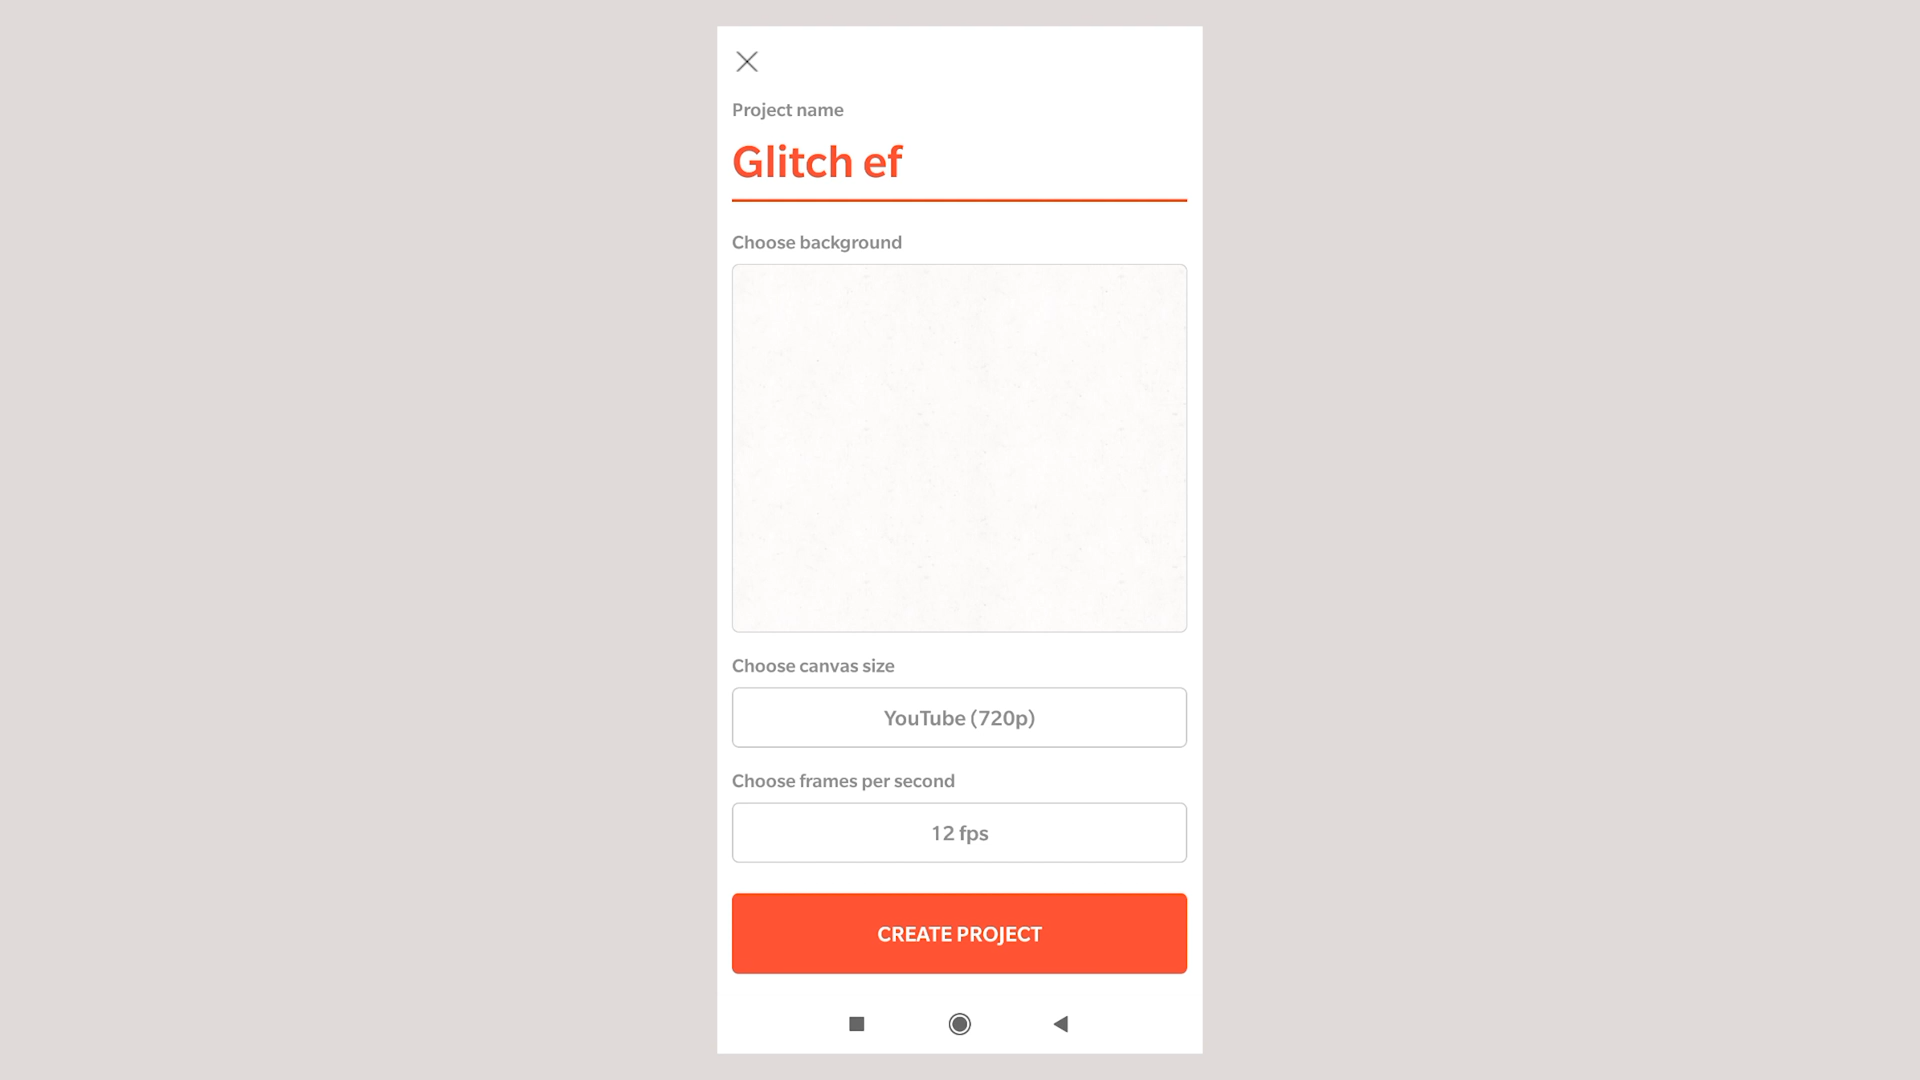 Project name
Glitch ef
Choose background
Choose canvas size
YouTube (720p)
Choose frames per second
12 fps
CREATE PROJECT